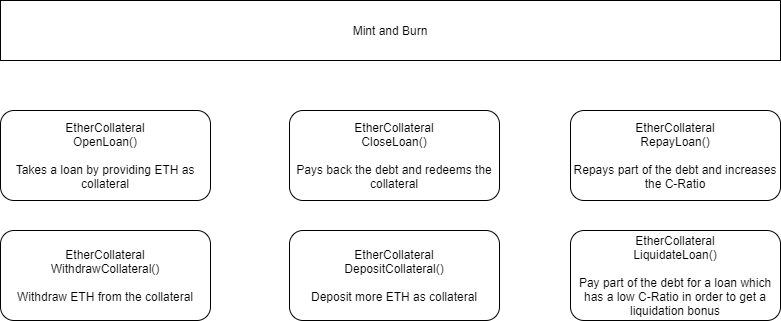 Mint and Burn
EtherCollateral
OpenLoan()
Takes a loan by providing ETH as
collateral
EtherCollateral
CloseLoan()
Pays back the debt and redeems the
collateral
EtherCollateral
RepayLoan()
Repays part of the debt and increases
the C-Ratio
EtherCollateral
WithdrawCollateral()
Withdraw ETH from the collateral
EtherCollateral
DepositCollateral()
Deposit more ETH as collateral
EtherCollateral
LiquidateLoan()
Pay part of the debt for a loan which
has a low C-Ratio in order to get a
liquidation bonus